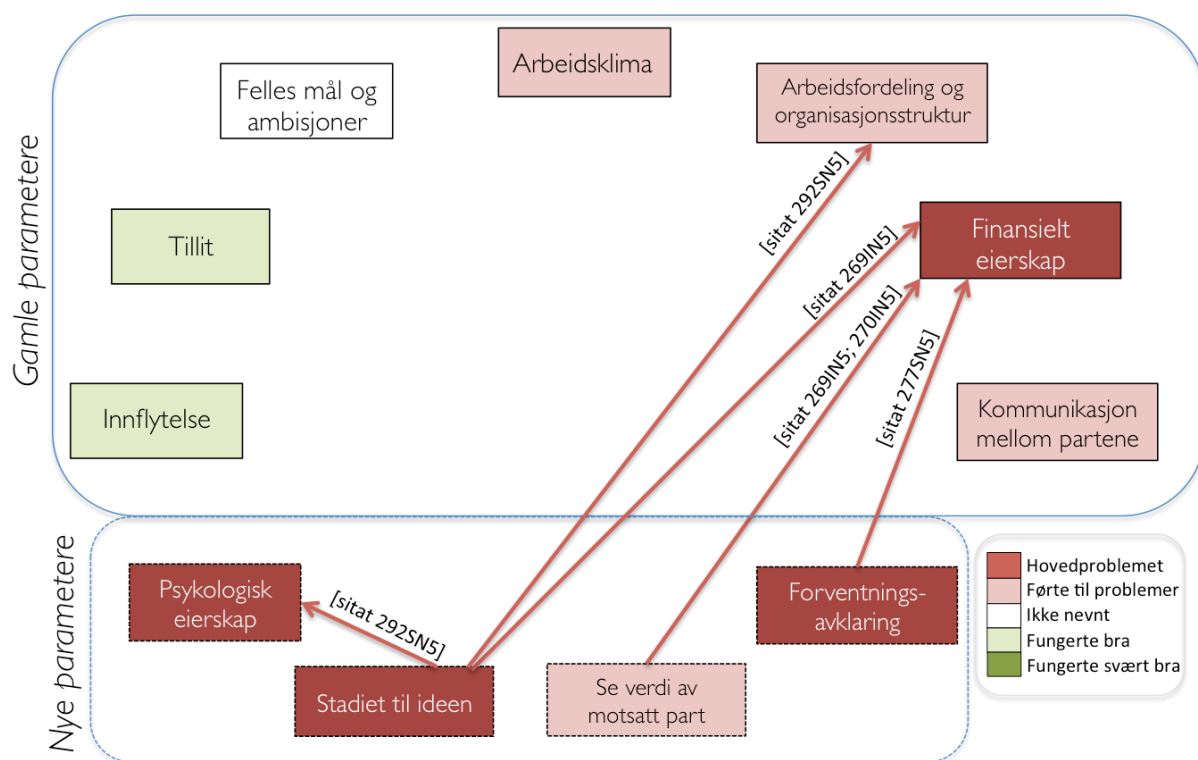 Gamle parametere
Arbeidsklima
Felles mål og
ambisjoner
Arbeidsfordeling og
organisasjonsstruktur
Tillit
Finansielt
eierskap
Innflytelse
Kommunikasjon
mellom partene
[sitat 292SN5]
[sitat 269IN5]
[sitat 269IN5; 270IN5]
[sitat 277SN5]
Nye parametere
Psykologisk
eierskap
[sitat 292SN5]
Stadiet til ideen
Se verdi av
motsatt part
Forventnings-
avklaring
Hovedproblemet
Førte til problemer
Ikke nevnt
Fungerte bra
Fungerte svært bra